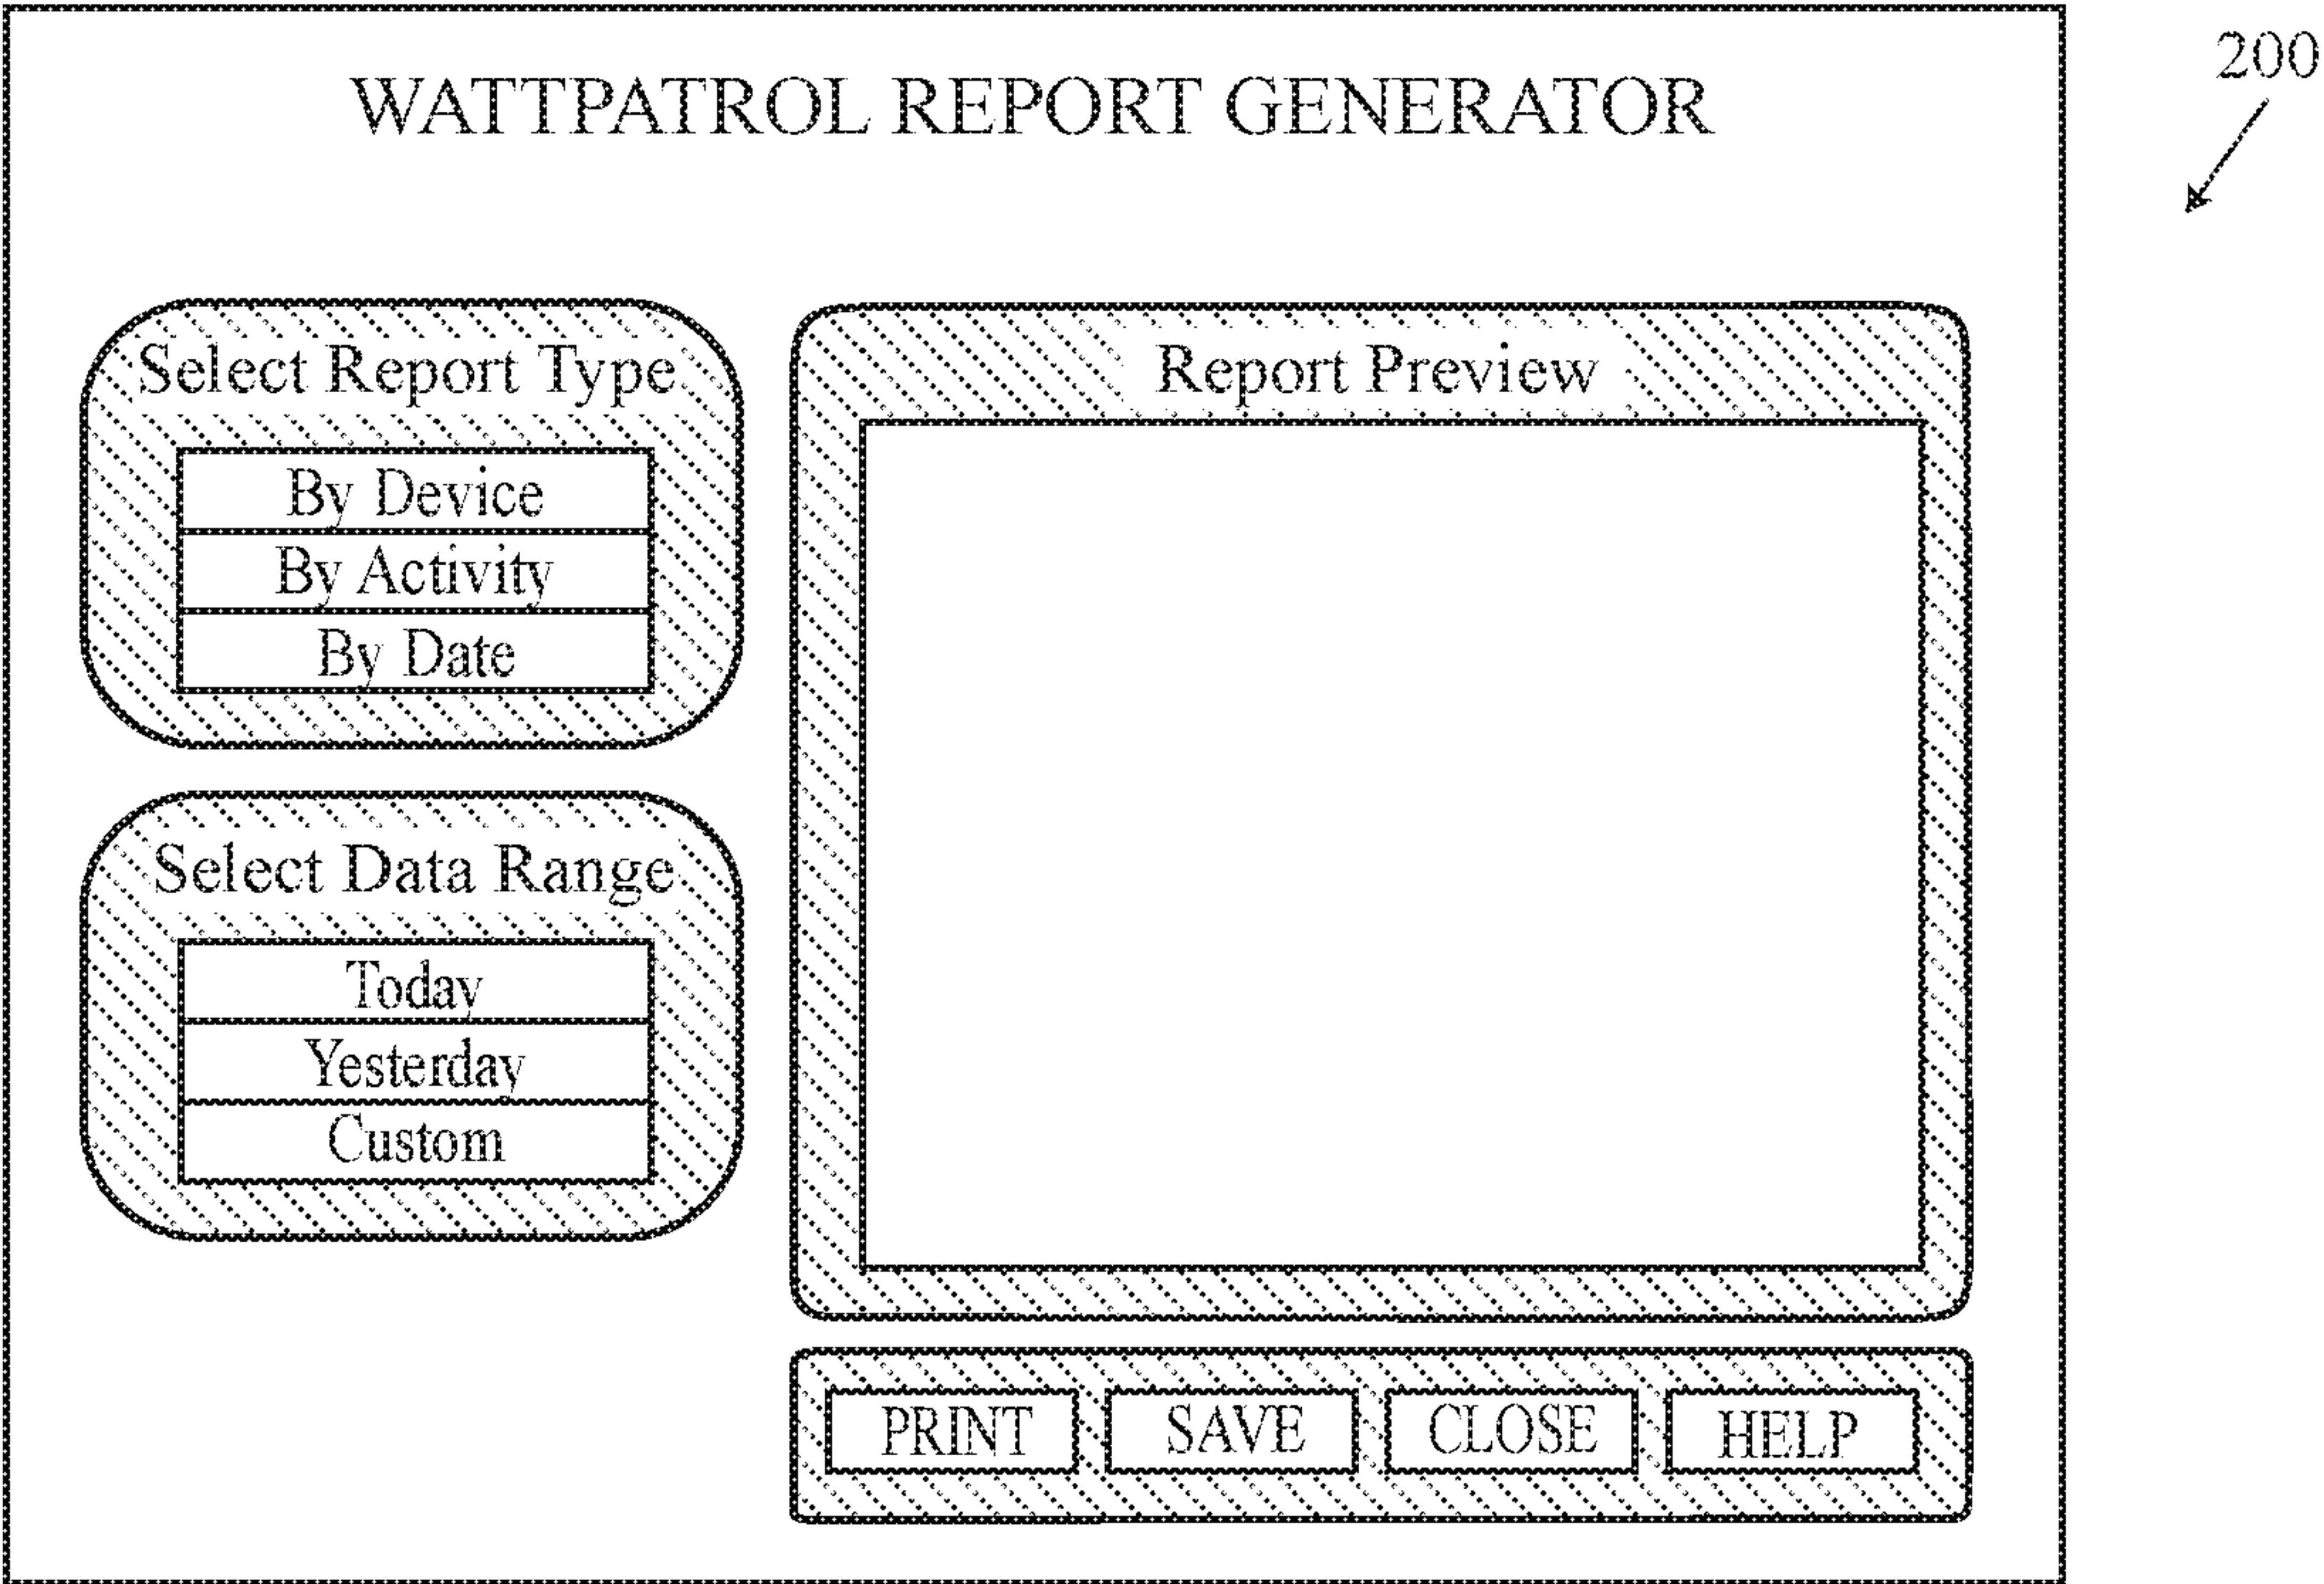 WATTPATROL REPORT GENERATOR
200
Select Report Type
By Device
By Activity
By Date
Select Data Range
Today
Yesterday
Custom
Report Preview
PRINT
SAVE
CLOSE
HELP